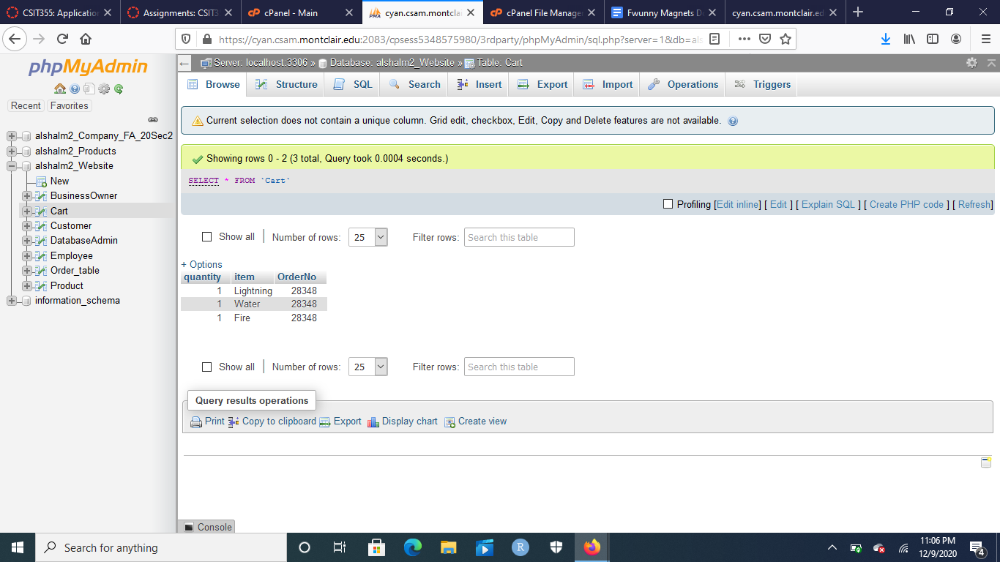 CSIT355: Application
Assignments: CSIT3
cPanel - Main
cyan.csam.montclai
cPanel File Manager
Fwunny Magnets D
cyan.csam.montclair.ed
https://cyan.csam.montclair.edu:2083/cpsess5348575980/3rdparty/phpMyAdmin/sql.php?server=1&db=als
phpMyAdmin
Recent Favorites
alshalm2_Company_FA_20Sec2
alshalm2_Products
alshalm2_Website
New
BusinessOwner
Cart
Customer
DatabaseAdmin
Employee
Order_table
Product
information_schema
Server: localhost:3306 » Database: alshalm2_Website » Table: Cart
Browse Structure SQL Search Insert Export Import Operations Triggers
Current selection does not contain a unique column. Grid edit, checkbox, Edit, Copy and Delete features are not available.
Showing rows 0 - 2 (3 total, Query took 0.0004 seconds.)
SELECT * FROM `Cart`
Profiling [Edit inline] [ Edit ] [ Explain SQL ] [ Create PHP code ] [ Refresh]
Show all Number of rows: 25 Filter rows: Search this table
+ Options
quantity item OrderNo
1 Lightning 28348
1 Water 28348
1 Fire 28348
Show all Number of rows: 25 Filter rows: Search this table
Query results operations
Print Copy to clipboard Export Display chart Create view
Console
Search for anything
11:06 PM
12/9/2020
4